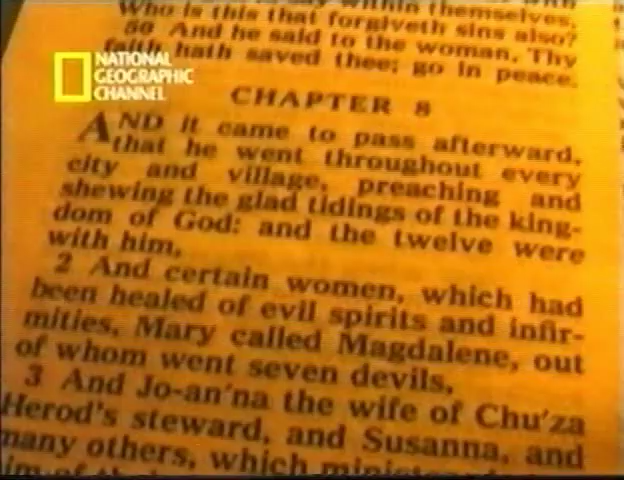 Who is this that forgiveth sins also?
50 And he said to the woman, Thy
faith hath saved thee; go in peace.
NATIONAL
GEOGRAPHIC
CHANNEL
CHAPTER 8
AND it came to pass afterward,
that he went throughout every
city and village, preaching and
shewing the glad tidings of the king-
dom of God: and the twelve were
with him,
2 And certain women, which had
been healed of evil spirits and infir-
mities, Mary called Magdalene, out
of whom went seven devils,
3 And Jo-an'na the wife of Chu'za
Herod's steward, and Susanna, and
many others, which